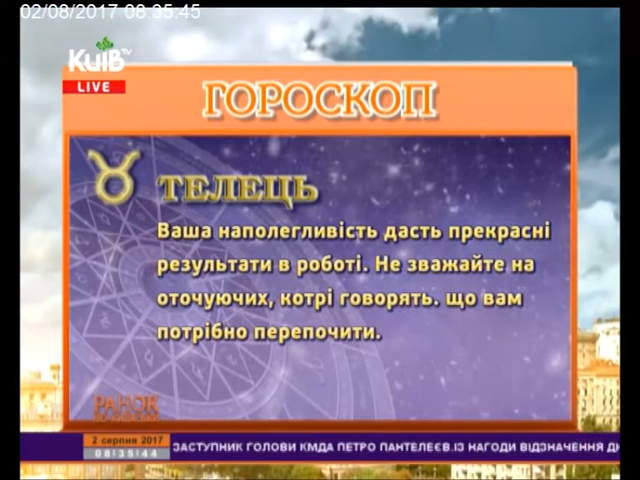 02/08/2017 08:35:45
КиїВ TV
LIVE
ГОРОСКОП
ТЕЛЕЦЬ
Ваша наполегливість дасть прекрасні
результати в роботі. Не зважайте на
оточуючих, котрі говорять. що вам
потрібно перепочити.
РАНОК
2 серпня 2017
08:35:44
ЗАСТУПНИК ГОЛОВИ КМДА ПЕТРО ПАНТЕЛЕЄВ.ІЗ НАГОДИ ВІДЗНАЧЕННЯ ДН